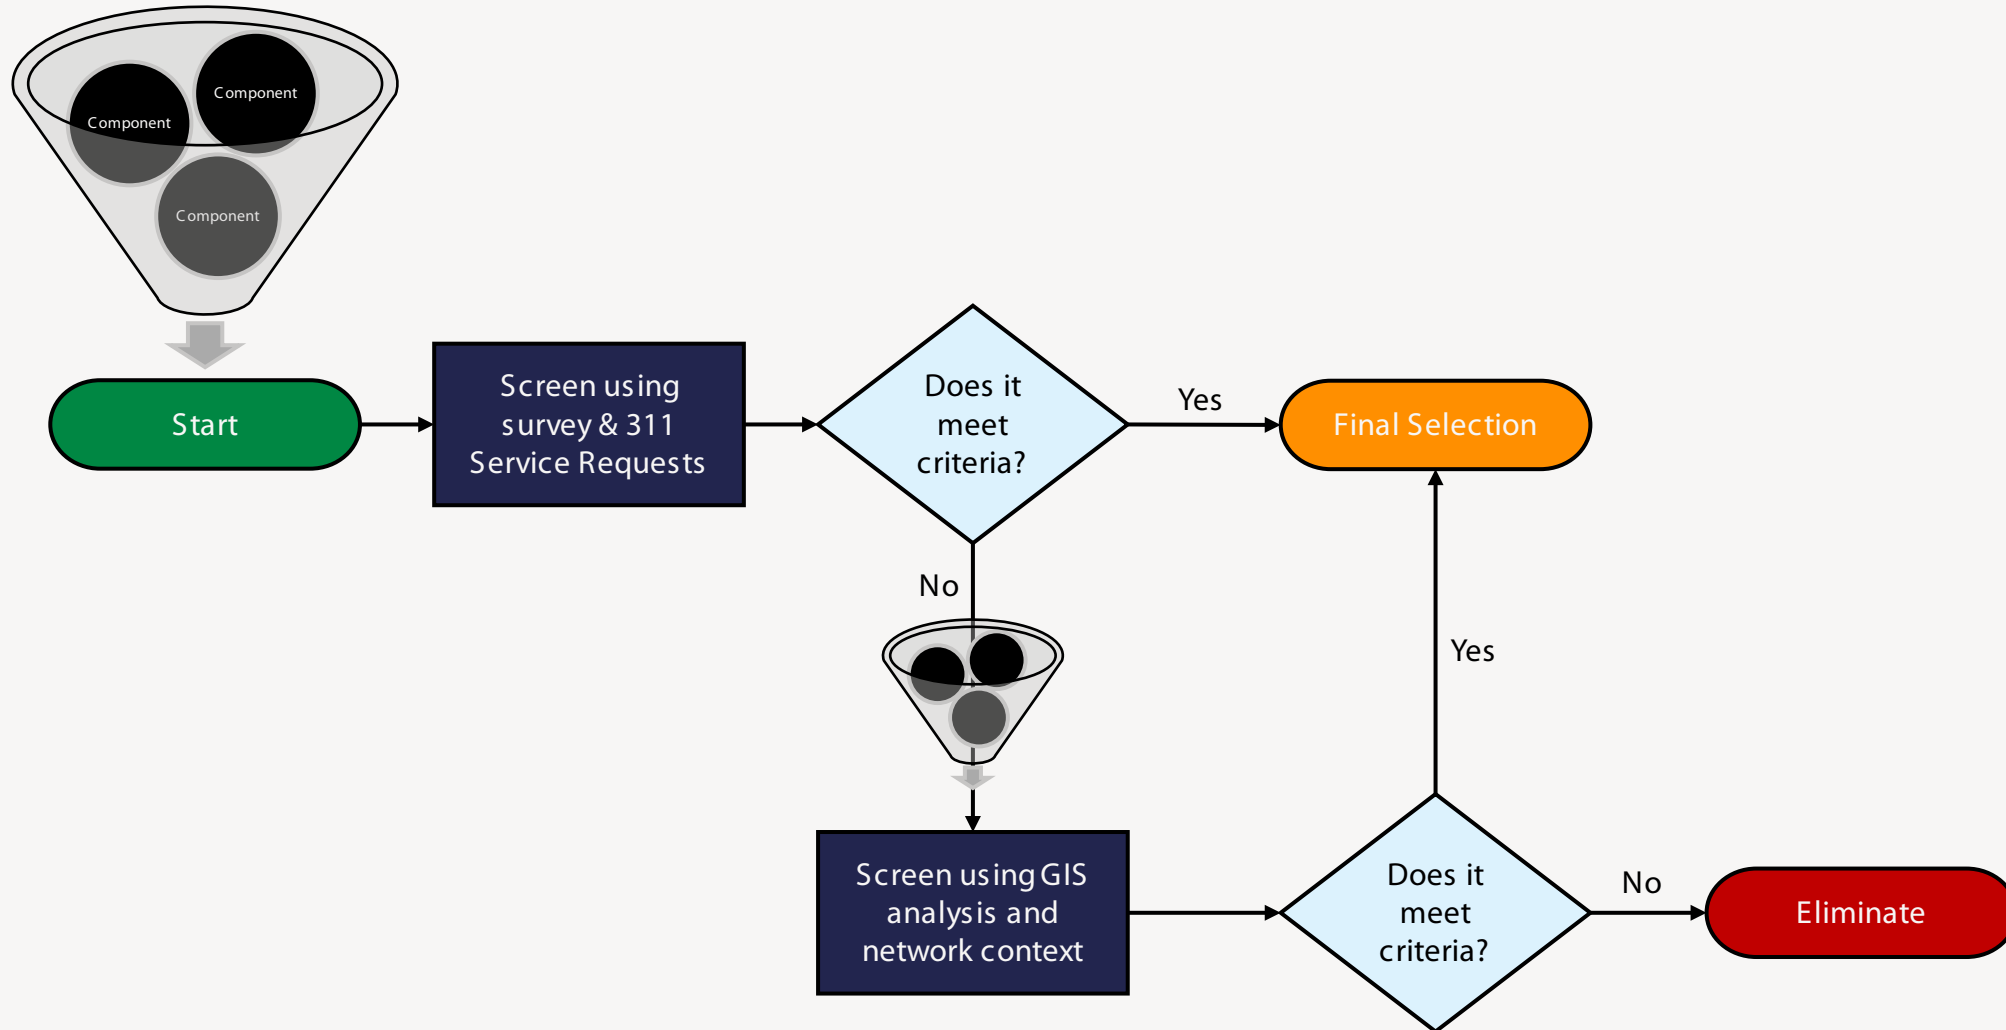 Component
Component
Component
Start
Screen using
survey & 311
Service Requests
Does it
meet
criteria?
Yes
Final Selection
No
Yes
Screen using GIS
analysis and
network context
Does it
meet
criteria?
No
Eliminate